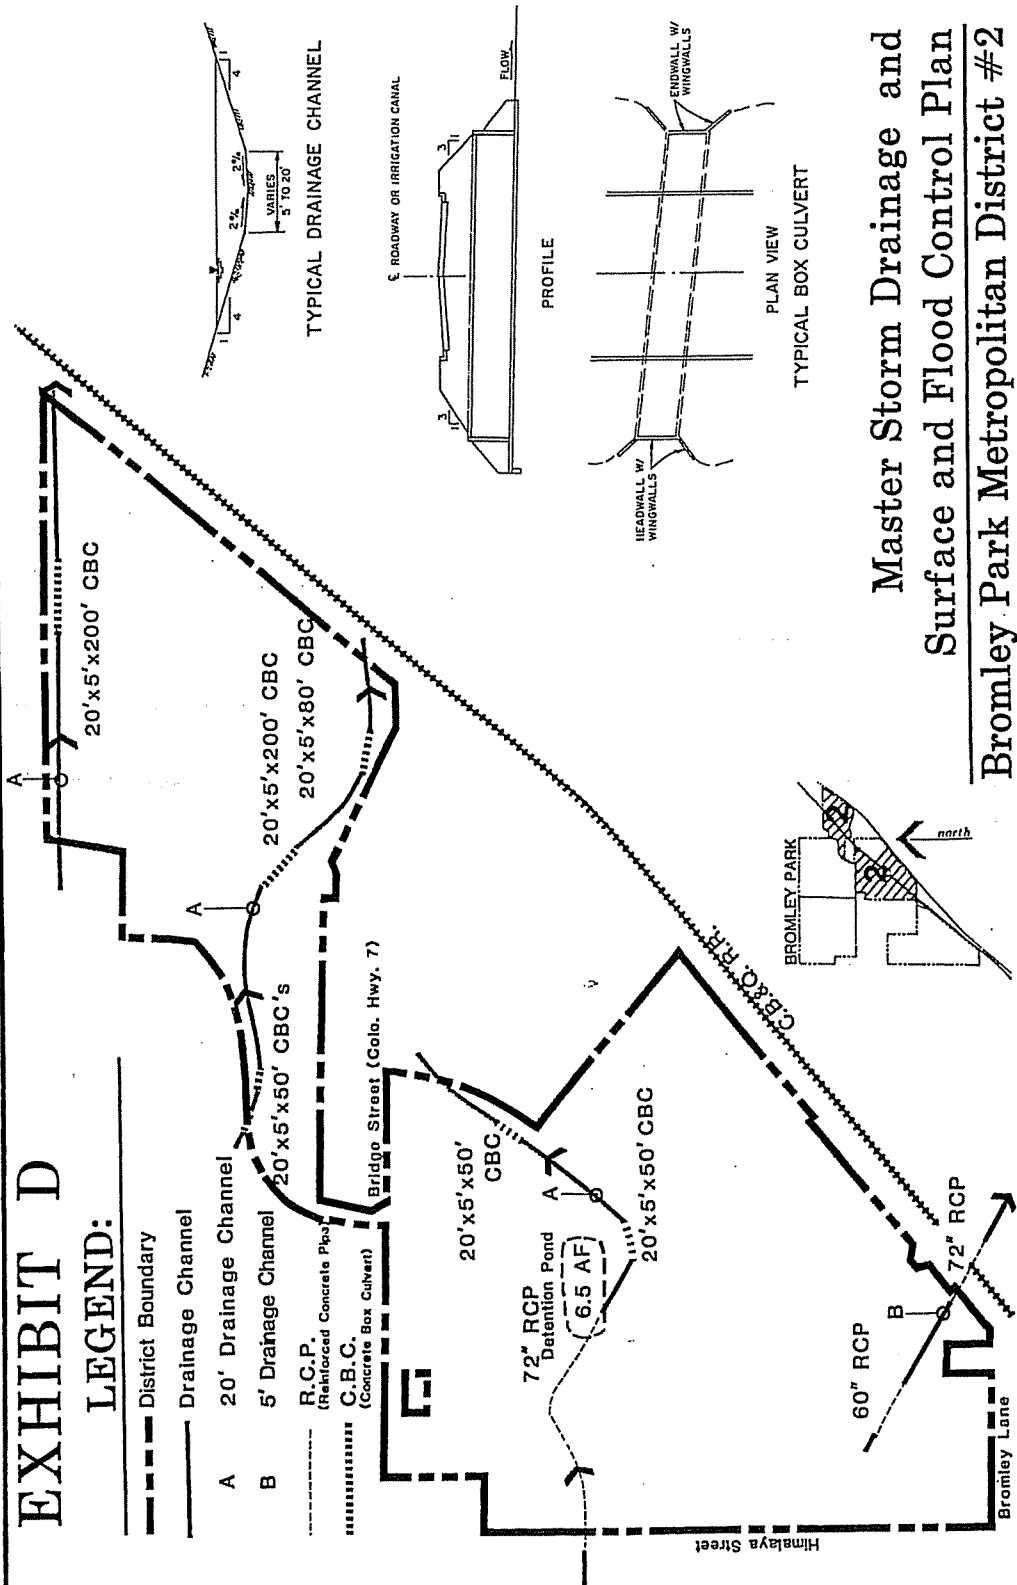 EXHIBIT D
LEGEND:
District Boundary
Drainage Channel
A 20' Drainage Channel
B 5' Drainage Channel
R.C.P.
(Reinforced Concrete Pipe)
C.B.C.
(Concrete Box Culvert)
A
20'x5'x200' CBC
A
20'x5'x200' CBC
20'x5'x80' CBC
20'x5'x50' CBC's
Bridge Street (Colo. Hwy. 7)
20'x5'x50'
CBC
A
20'x5'x50' CBC
72" RCP
Detention Pond
6.5 AF
C.B.&Q. R.R.
72" RCP
B
60" RCP
Himalaya Street
Bromley Lane
1
4
2%
2%
VARIES
5' TO 20'
1
4
TYPICAL DRAINAGE CHANNEL
℄ ROADWAY OR IRRIGATION CANAL
3
1
3
1
FLOW
PROFILE
HEADWALL W/
WINGWALLS
ENDWALL W/
WINGWALLS
PLAN VIEW
TYPICAL BOX CULVERT
BROMLEY PARK
2
2
north
Master Storm Drainage and
Surface and Flood Control Plan
Bromley Park Metropolitan District #2